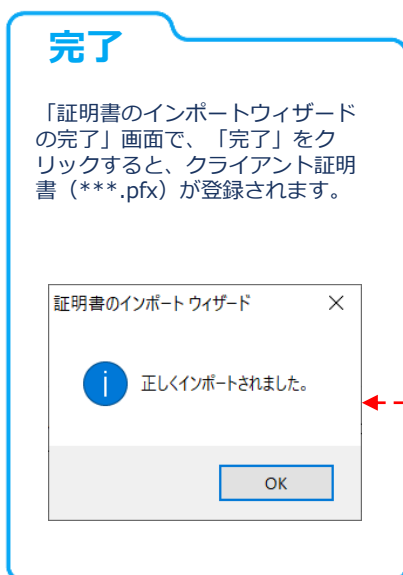 完了
「証明書のインポートウィザード
の完了」画面で、「完了」をク
リックすると、クライアント証明
書（***.pfx）が登録されます。
証明書のインポート ウィザード
正しくインポートされました。
OK